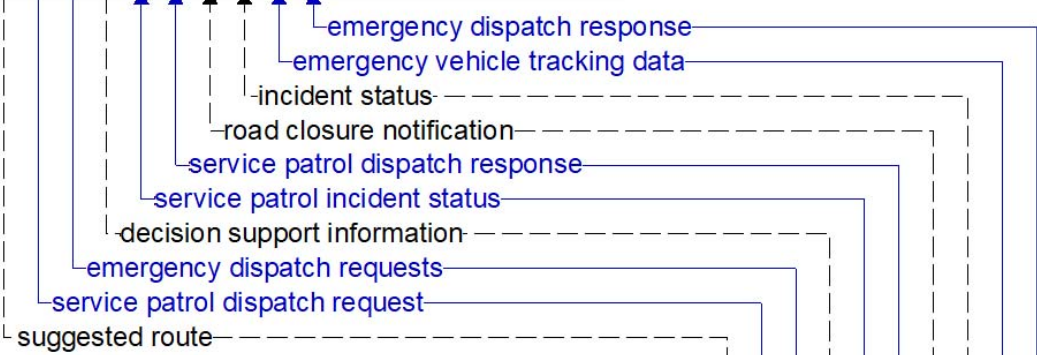 emergency dispatch response
emergency vehicle tracking data
incident status
road closure notification
service patrol dispatch response
service patrol incident status
decision support information
emergency dispatch requests
service patrol dispatch request
suggested route